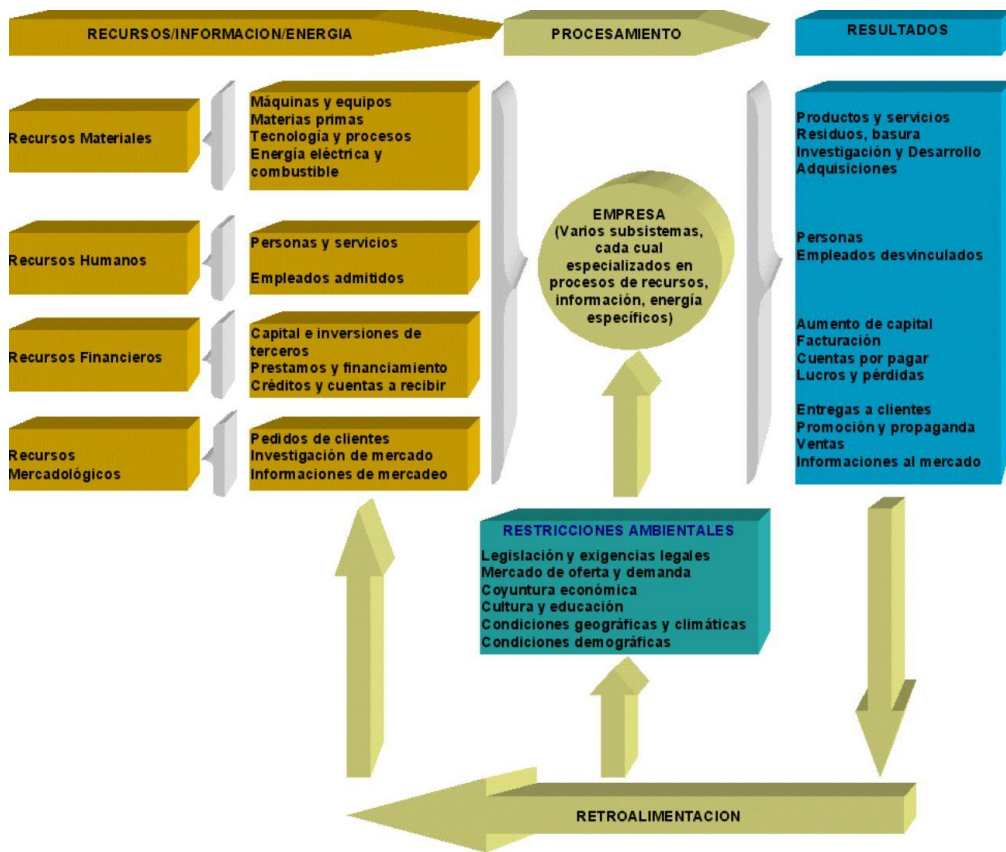 RECURSOS/INFORMACION/ENERGIA
PROCESAMIENTO
RESULTADOS
Recursos Materiales
Máquinas y equipos
Materias primas
Tecnología y procesos
Energía eléctrica y
combustible
Recursos Humanos
Personas y servicios
Empleados admitidos
Recursos Financieros
Capital e inversiones de
terceros
Prestamos y financiamiento
Créditos y cuentas a recibir
Recursos
Mercadológicos
Pedidos de clientes
Investigación de mercado
Informaciones de mercadeo
EMPRESA
(Varios subsistemas,
cada cual
especializados en
procesos de recursos,
información, energía
específicos)
Productos y servicios
Residuos, basura
Investigación y Desarrollo
Adquisiciones
Personas
Empleados desvinculados
Aumento de capital
Facturación
Cuentas por pagar
Lucros y pérdidas
Entregas a clientes
Promoción y propaganda
Ventas
Informaciones al mercado
RESTRICCIONES AMBIENTALES
Legislación y exigencias legales
Mercado de oferta y demanda
Coyuntura económica
Cultura y educación
Condiciones geográficas y climáticas
Condiciones demográficas
RETROALIMENTACION